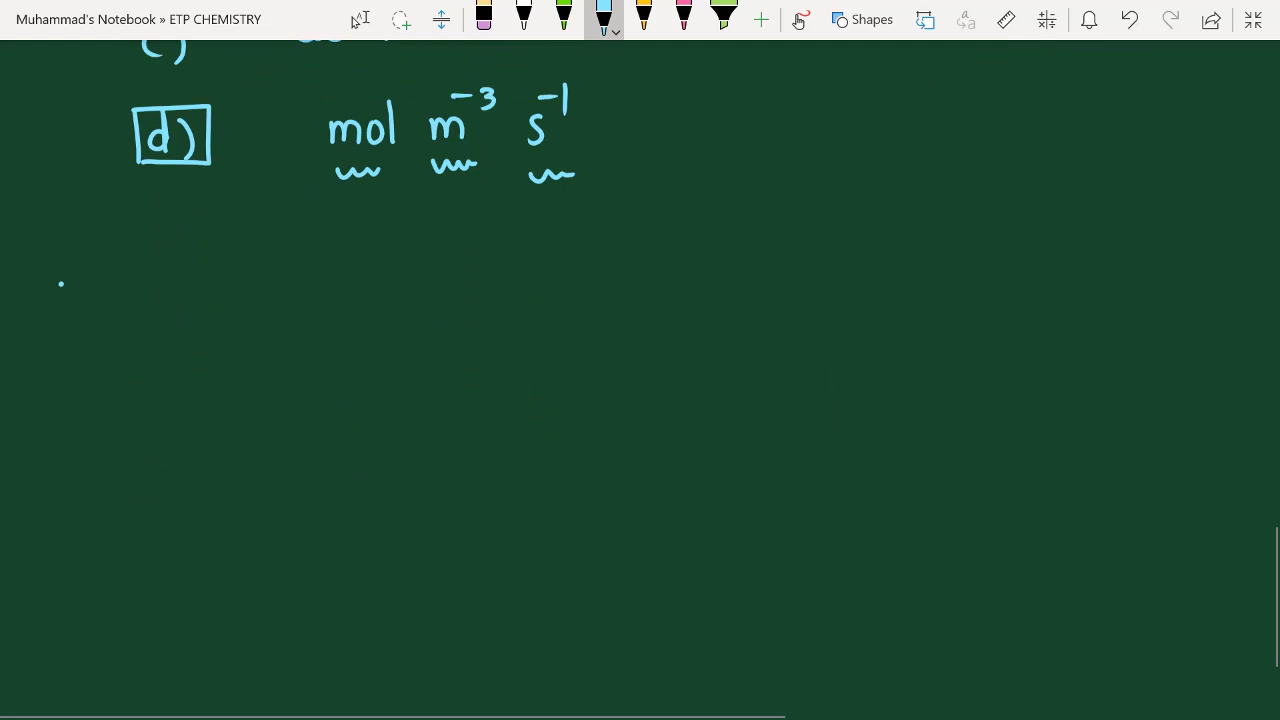 Muhammad's Notebook » ETP CHEMISTRY
Shapes
d) mol m⁻³ s⁻¹